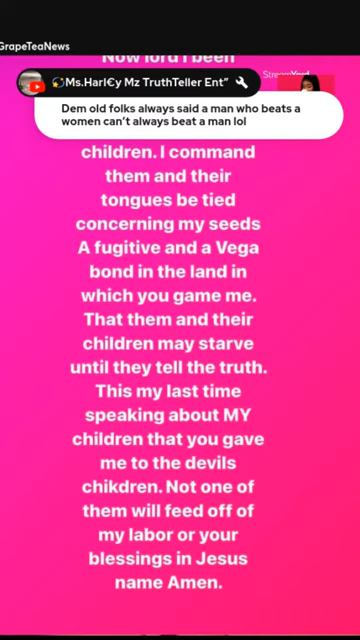 GrapeTeaNews
Now lord I been
StreamYard
💫Ms.Harl€y Mz TruthTeller Ent” 🔧
Dem old folks always said a man who beats a
women can’t always beat a man lol
children. I command
them and their
tongues be tied
concerning my seeds
A fugitive and a Vega
bond in the land in
which you game me.
That them and their
children may starve
until they tell the truth.
This my last time
speaking about MY
children that you gave
me to the devils
chikdren. Not one of
them will feed off of
my labor or your
blessings in Jesus
name Amen.